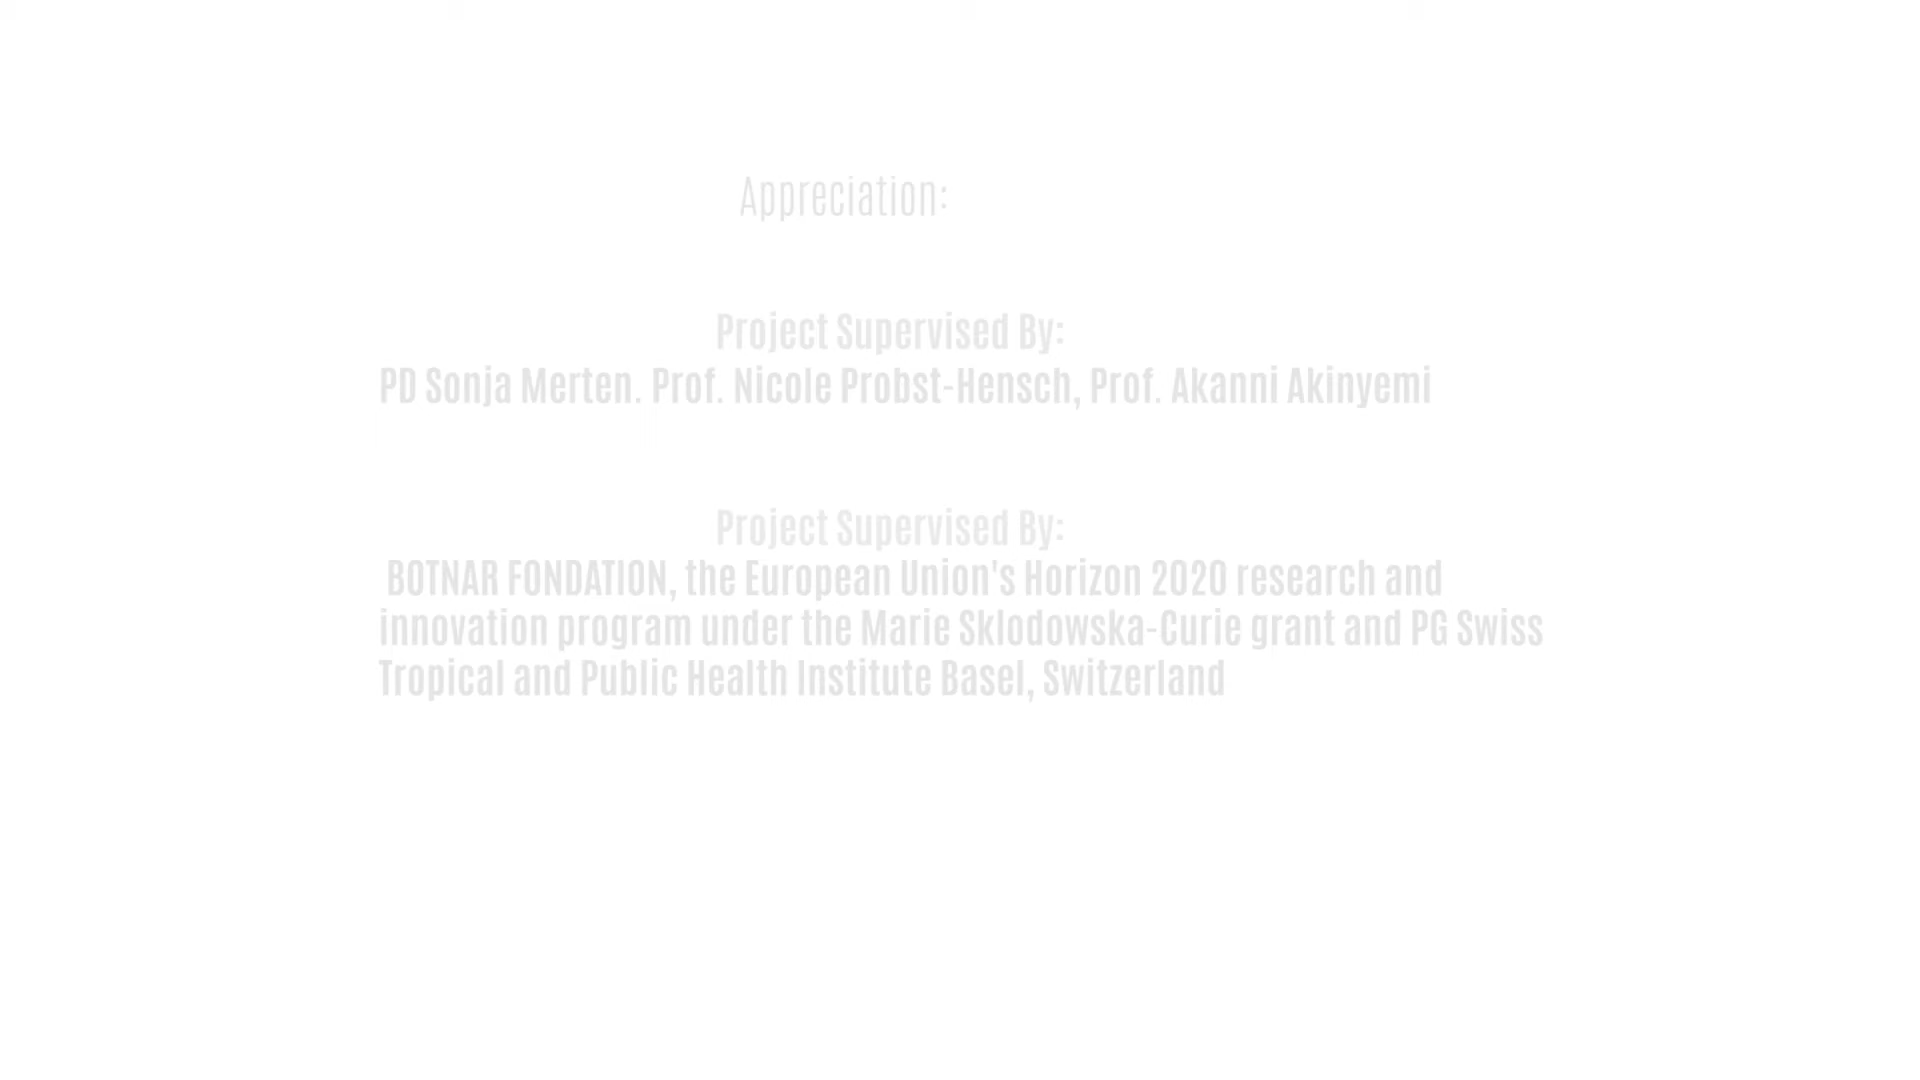 Appreciation:
Project Supervised By:
PD Sonja Merten. Prof. Nicole Probst-Hensch, Prof. Akanni Akinyemi
Project Supervised By:
BOTNAR FONDATION, the European Union's Horizon 2020 research and
innovation program under the Marie Sklodowska-Curie grant and PG Swiss
Tropical and Public Health Institute Basel, Switzerland